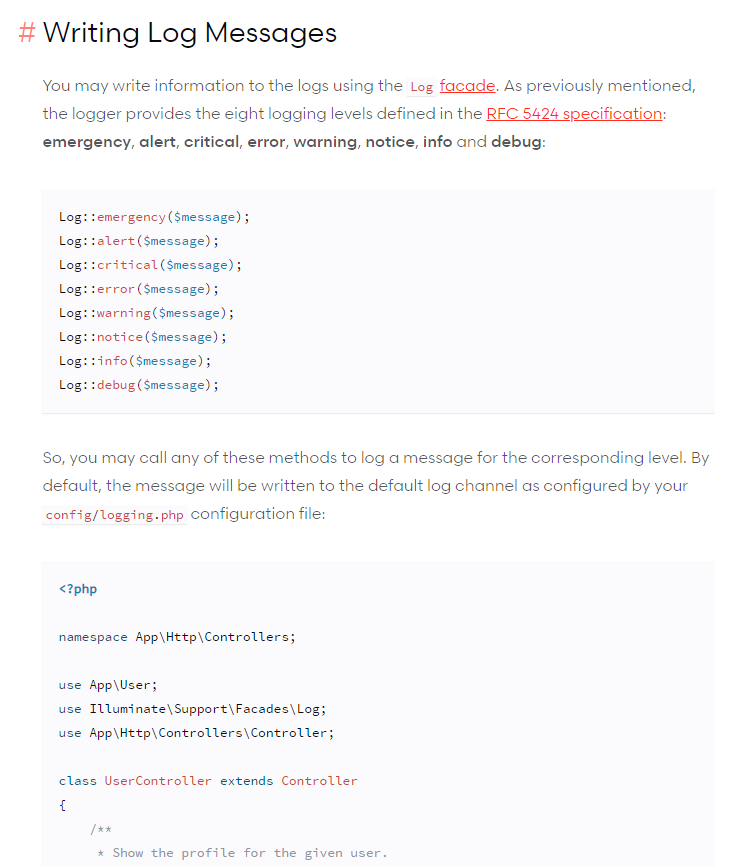 # Writing Log Messages
You may write information to the logs using the Log facade. As previously mentioned,
the logger provides the eight logging levels defined in the RFC 5424 specification:
emergency, alert, critical, error, warning, notice, info and debug:
Log::emergency($message);
Log::alert($message);
Log::critical($message);
Log::error($message);
Log::warning($message);
Log::notice($message);
Log::info($message);
Log::debug($message);
So, you may call any of these methods to log a message for the corresponding level. By
default, the message will be written to the default log channel as configured by your
config/logging.php configuration file:
<?php
namespace App\Http\Controllers;
use App\User;
use Illuminate\Support\Facades\Log;
use App\Http\Controllers\Controller;
class UserController extends Controller
{
/**
* Show the profile for the given user.